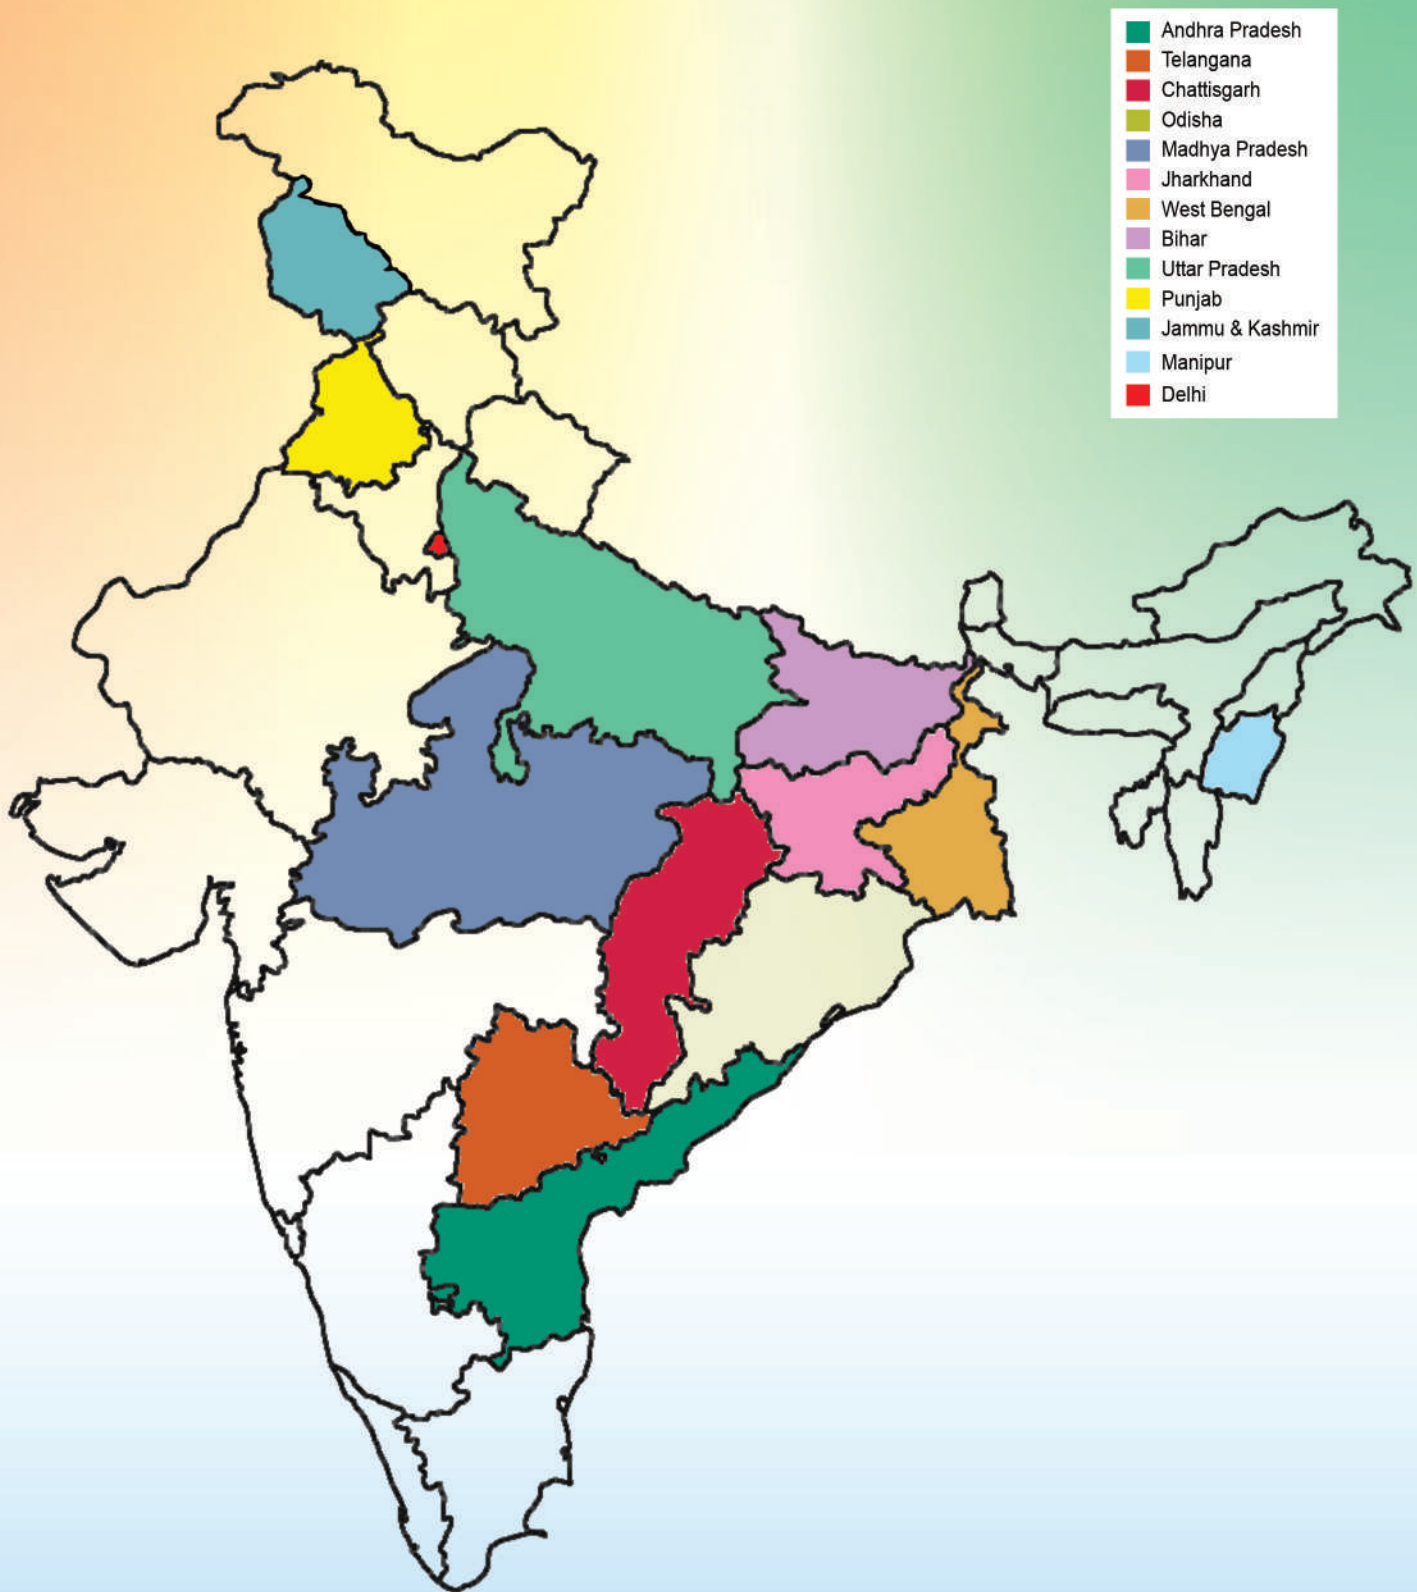 Andhra Pradesh
Telangana
Chattisgarh
Odisha
Madhya Pradesh
Jharkhand
West Bengal
Bihar
Uttar Pradesh
Punjab
Jammu & Kashmir
Manipur
Delhi